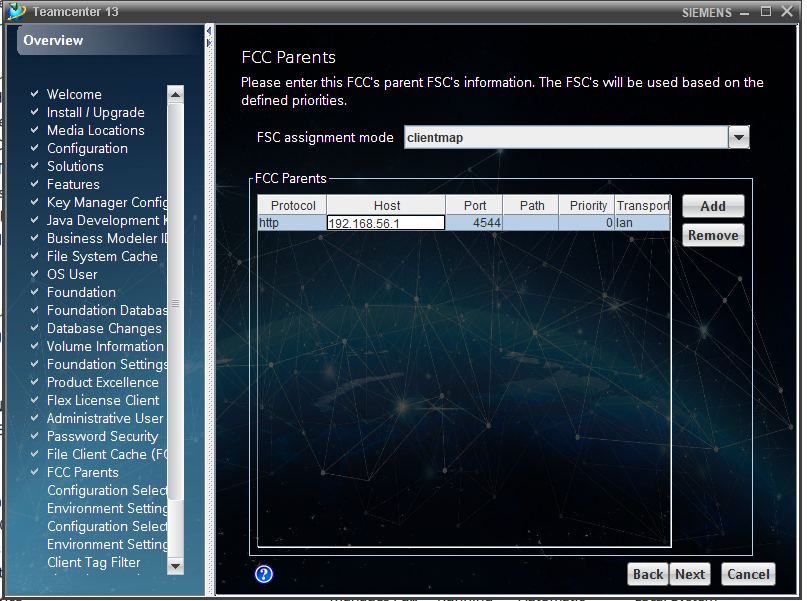 Teamcenter 13
SIEMENS
Overview
Welcome
Install / Upgrade
Media Locations
Configuration
Solutions
Features
Key Manager Config
Java Development K
Business Modeler ID
File System Cache
OS User
Foundation
Foundation Databas
Database Changes
Volume Information
Foundation Settings
Product Excellence
Flex License Client
Administrative User
Password Security
File Client Cache (FC
FCC Parents
Configuration Select
Environment Setting
Configuration Select
Environment Setting
Client Tag Filter
FCC Parents
Please enter this FCC's parent FSC's information. The FSC's will be used based on the
defined priorities.
FSC assignment mode clientmap
FCC Parents
Protocol Host Port Path Priority Transport
http 192.168.56.1 4544 0 lan
Add
Remove
?
Back Next Cancel